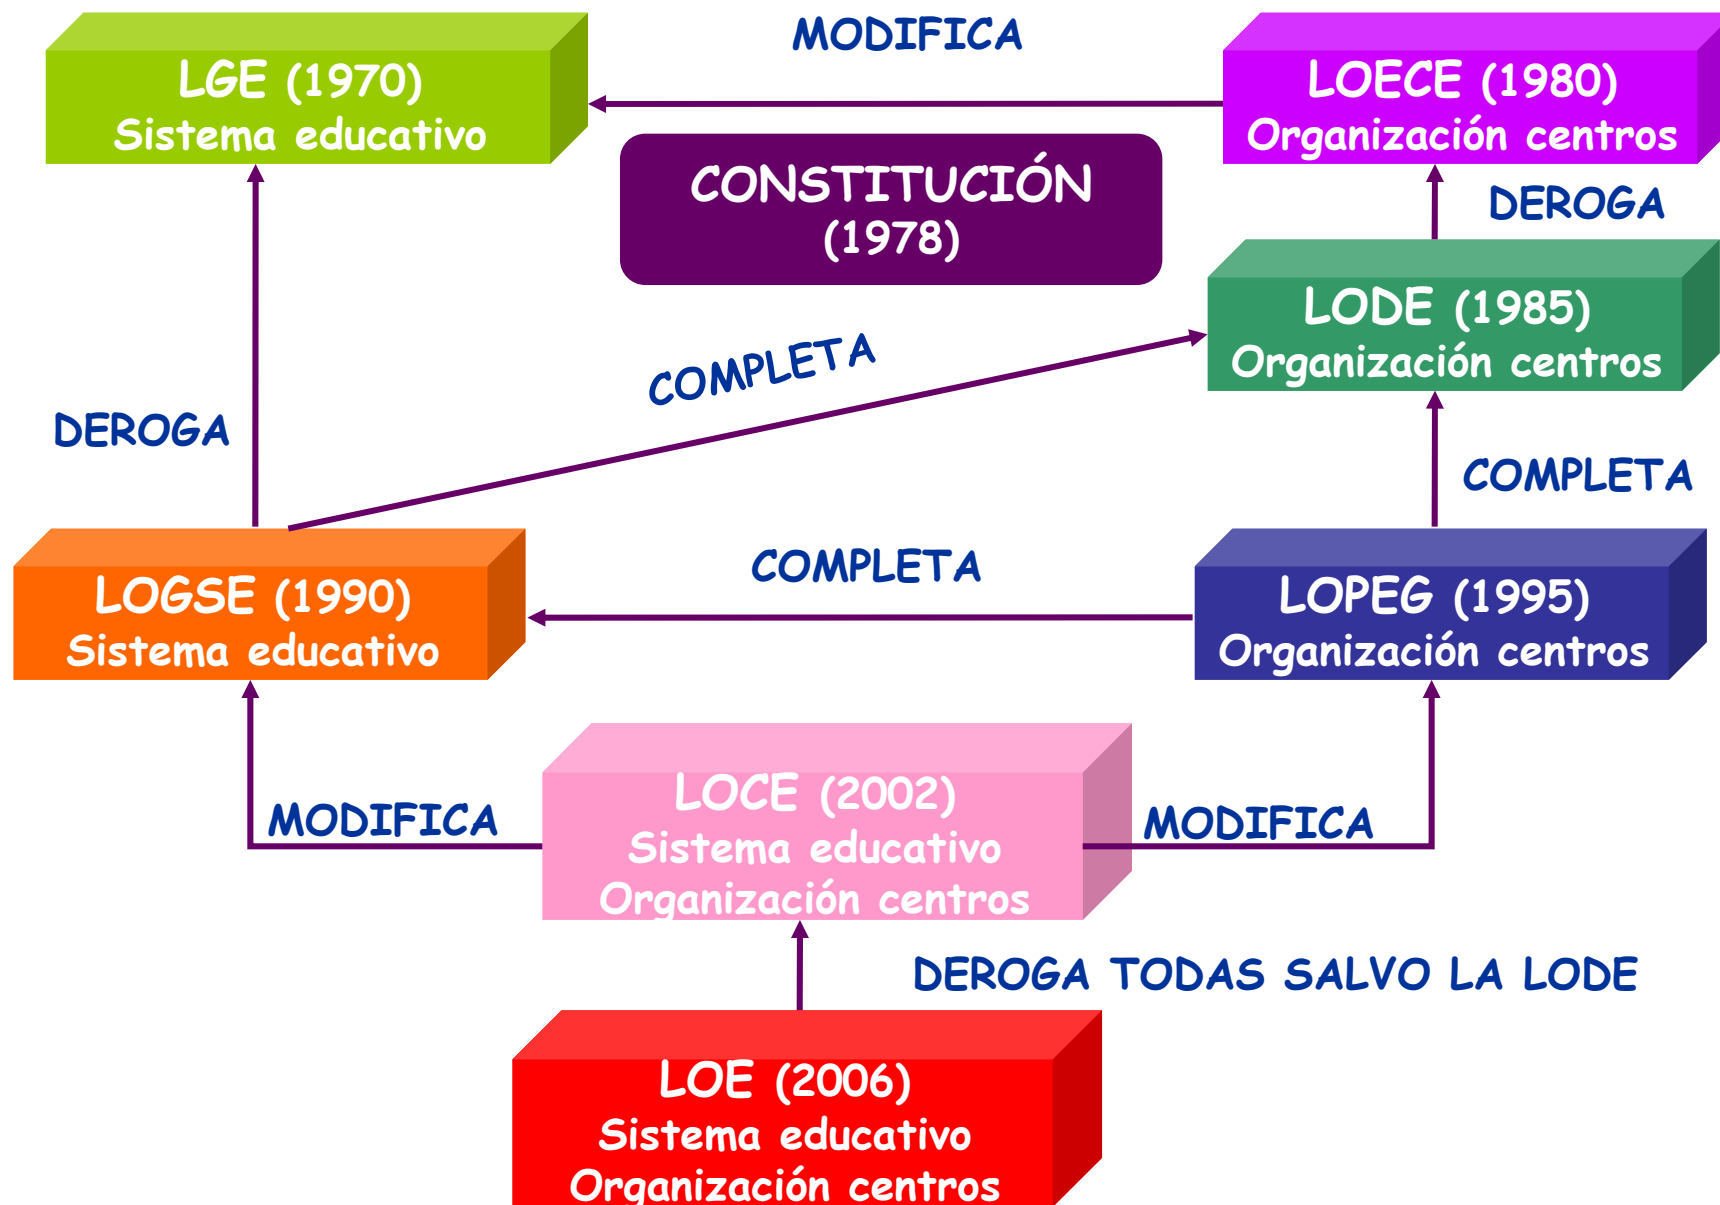 MODIFICA
LGE (1970)
Sistema educativo
LOECE (1980)
Organización centros
CONSTITUCIÓN
(1978)
DEROGA
LODE (1985)
Organización centros
COMPLETA
DEROGA
COMPLETA
COMPLETA
LOGSE (1990)
Sistema educativo
LOPEG (1995)
Organización centros
LOCE (2002)
Sistema educativo
Organización centros
MODIFICA
MODIFICA
DEROGA TODAS SALVO LA LODE
LOE (2006)
Sistema educativo
Organización centros